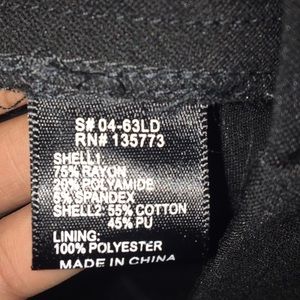 S# 04-63LD
RN# 135773
SHELL1:
75% RAYON
20% POLYAMIDE
5% SPANDEX
SHELL2: 55% COTTON
45% PU
LINING:
100% POLYESTER
MADE IN CHINA